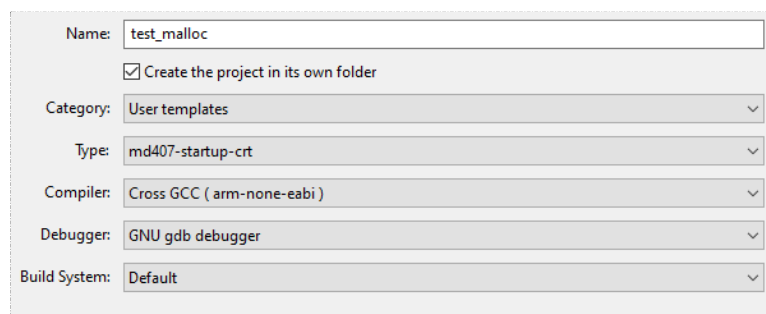 Name: test_malloc
Create the project in its own folder
Category: User templates
Type: md407-startup-crt
Compiler: Cross GCC ( arm-none-eabi )
Debugger: GNU gdb debugger
Build System: Default